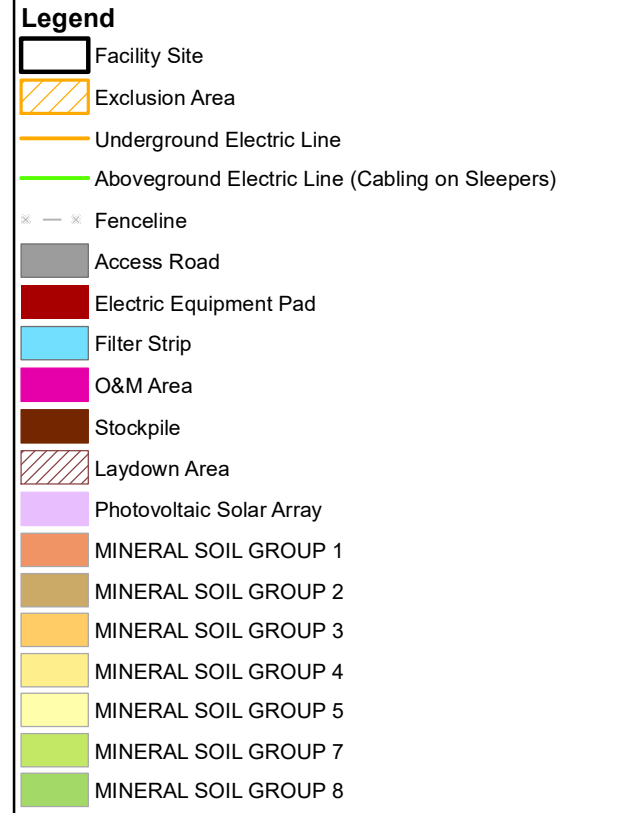 Legend
Facility Site
Exclusion Area
Underground Electric Line
Aboveground Electric Line (Cabling on Sleepers)
Fenceline
Access Road
Electric Equipment Pad
Filter Strip
O&M Area
Stockpile
Laydown Area
Photovoltaic Solar Array
MINERAL SOIL GROUP 1
MINERAL SOIL GROUP 2
MINERAL SOIL GROUP 3
MINERAL SOIL GROUP 4
MINERAL SOIL GROUP 5
MINERAL SOIL GROUP 7
MINERAL SOIL GROUP 8